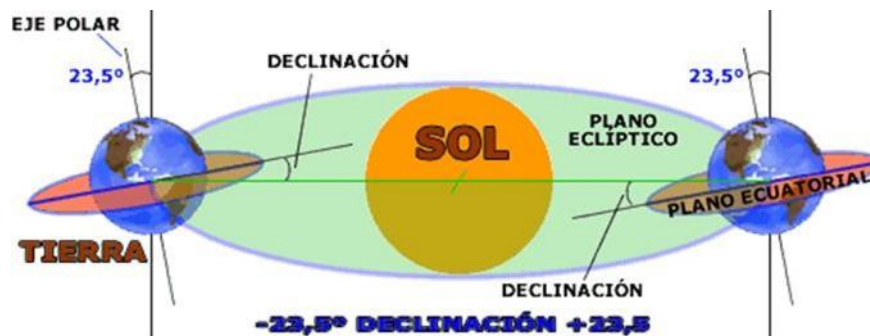 EJE POLAR
23,5º
DECLINACIÓN
23,5º
PLANO
ECLÍPTICO
SOL
PLANO ECUATORIAL
TIERRA
DECLINACIÓN
-23,5º DECLINACIÓN +23,5